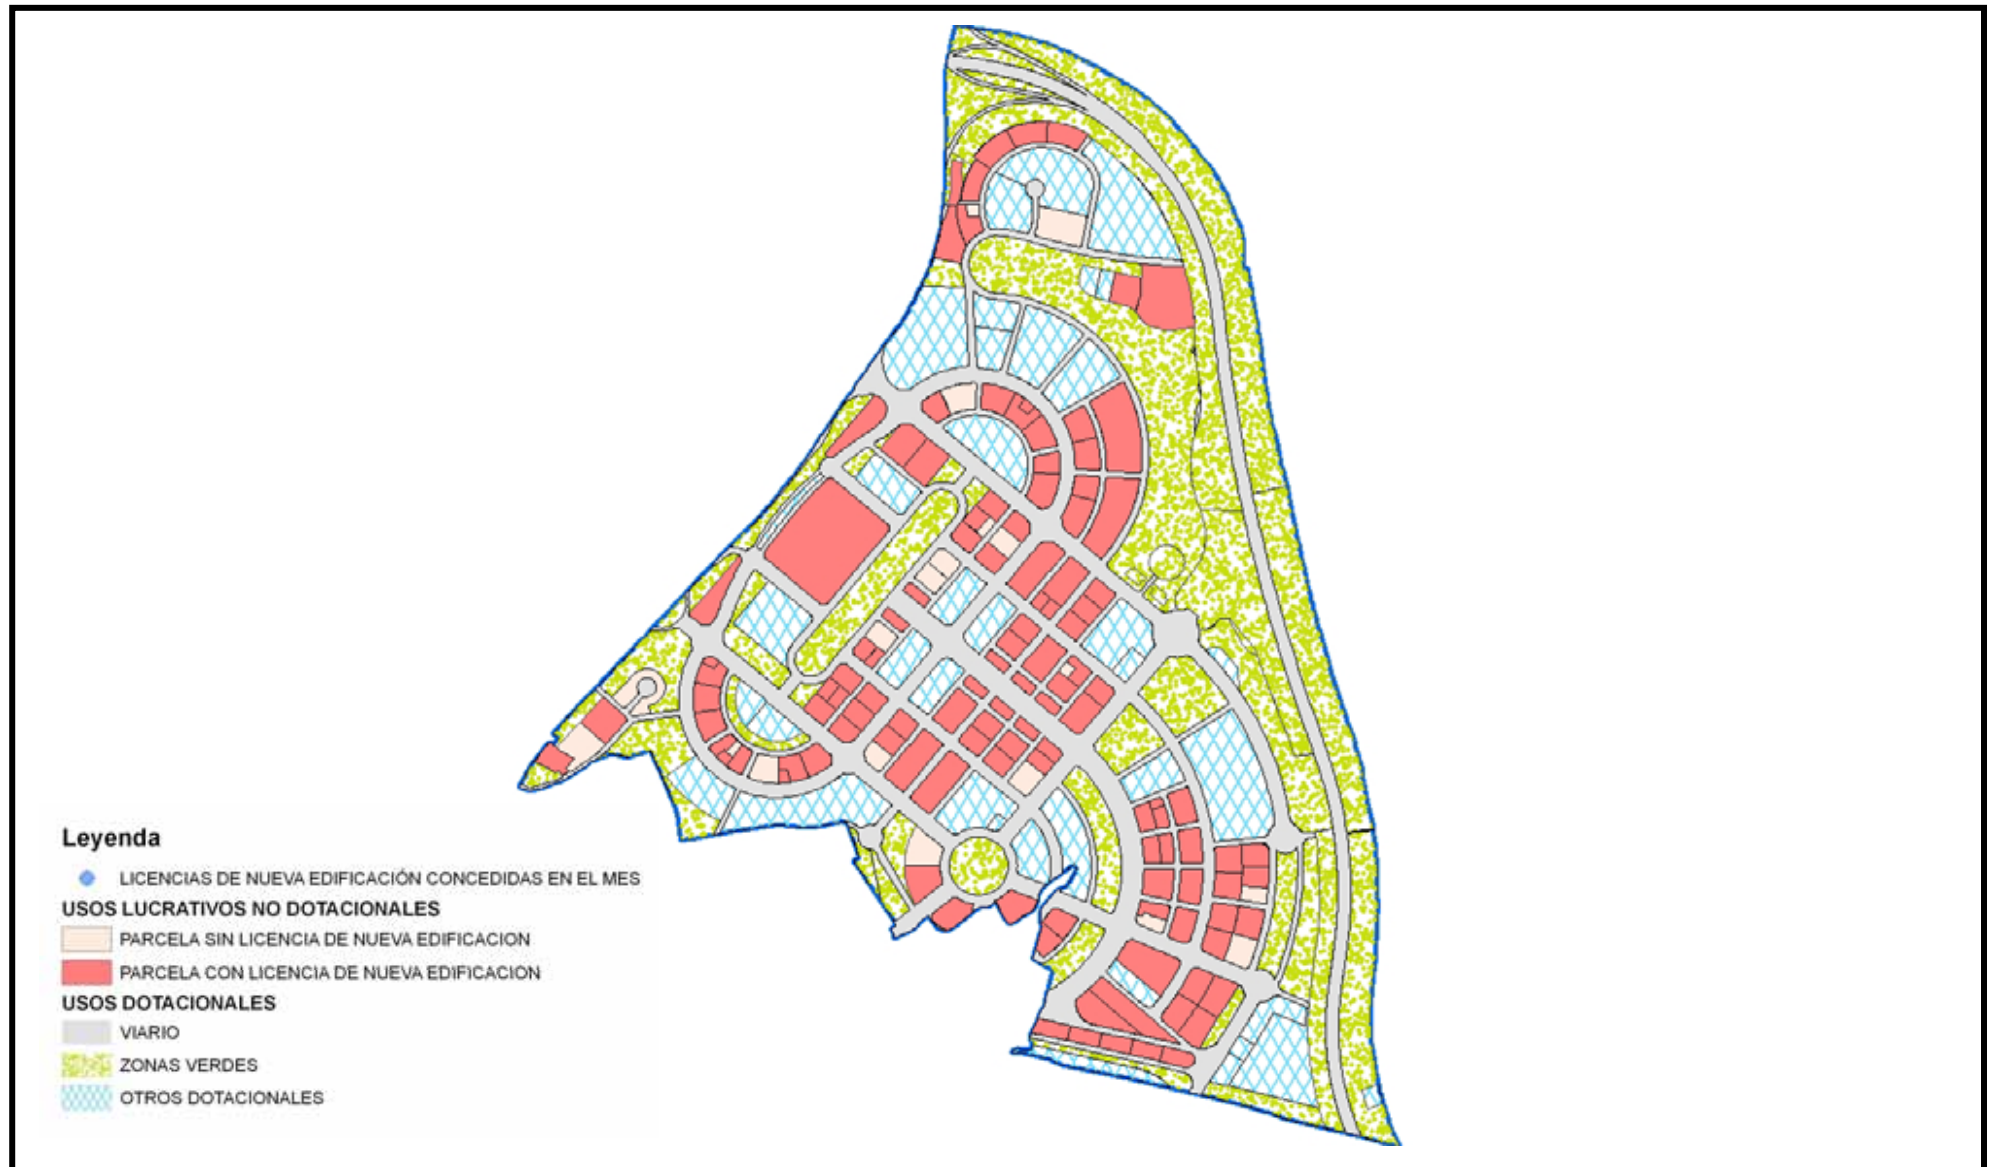 Leyenda
LICENCIAS DE NUEVA EDIFICACIÓN CONCEDIDAS EN EL MES
USOS LUCRATIVOS NO DOTACIONALES
PARCELA SIN LICENCIA DE NUEVA EDIFICACION
PARCELA CON LICENCIA DE NUEVA EDIFICACION
USOS DOTACIONALES
VIARIO
ZONAS VERDES
OTROS DOTACIONALES